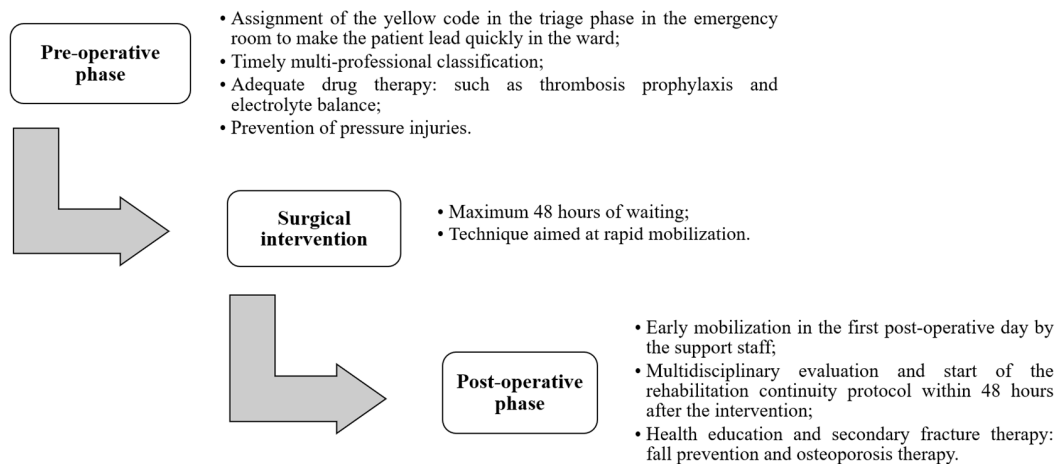 Pre-operative
phase
• Assignment of the yellow code in the triage phase in the emergency
room to make the patient lead quickly in the ward;
• Timely multi-professional classification;
• Adequate drug therapy: such as thrombosis prophylaxis and
electrolyte balance;
• Prevention of pressure injuries.
Surgical
intervention
• Maximum 48 hours of waiting;
• Technique aimed at rapid mobilization.
Post-operative
phase
• Early mobilization in the first post-operative day by
the support staff;
• Multidisciplinary evaluation and start of the
rehabilitation continuity protocol within 48 hours
after the intervention;
• Health education and secondary fracture therapy:
fall prevention and osteoporosis therapy.